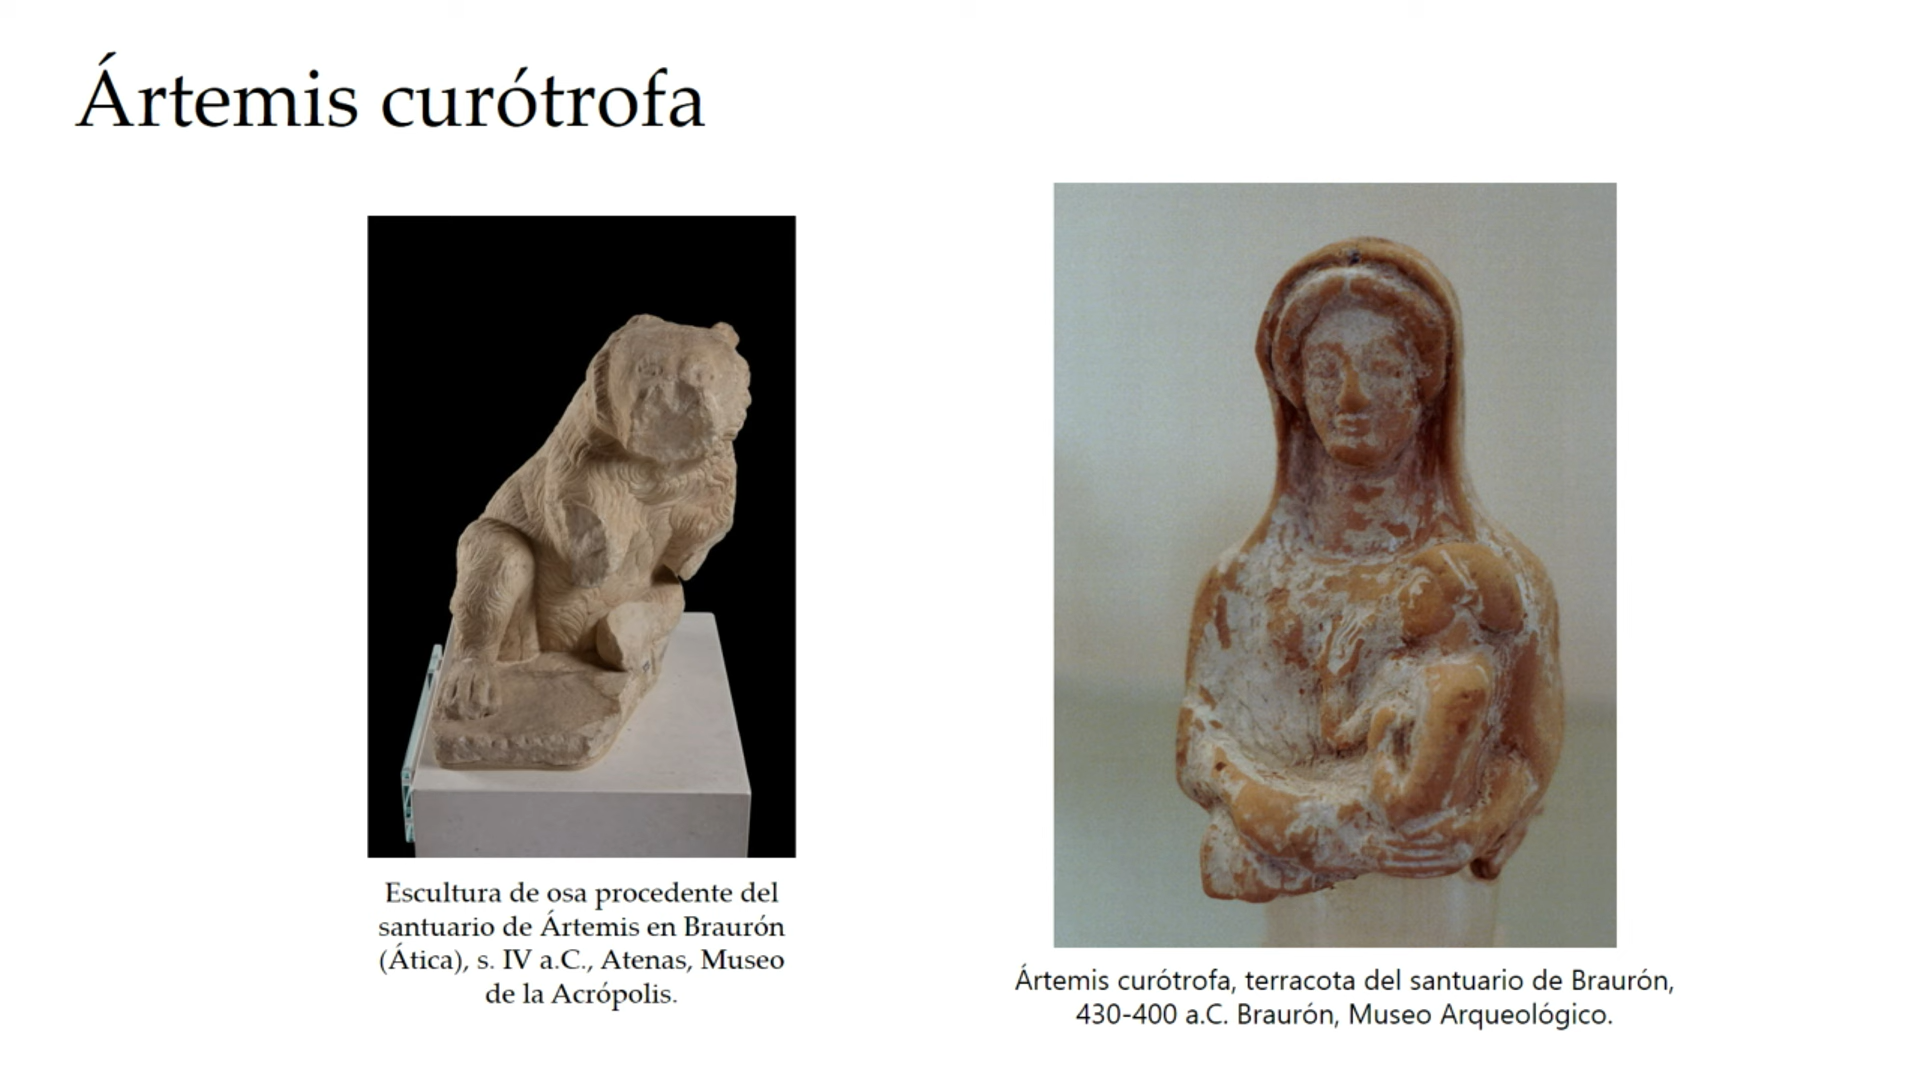 Ártemis curótrofa
Escultura de osa procedente del
santuario de Ártemis en Braurón
(Ática), s. IV a.C., Atenas, Museo
de la Acrópolis.
Ártemis curótrofa, terracota del santuario de Braurón,
430-400 a.C. Braurón, Museo Arqueológico.